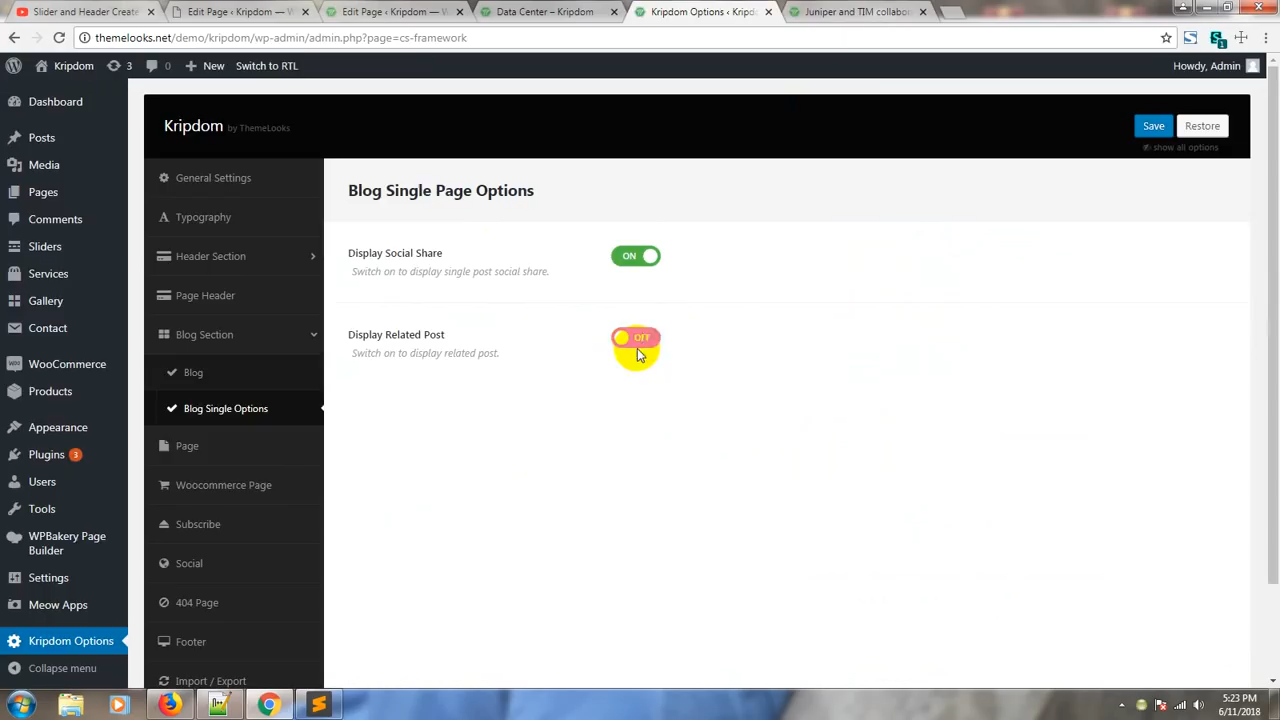 Slider and Header Create
Edit Page ‹ Kripdom — W
Edit Page ‹ Kripdom — W
Data Center – Kripdom
Kripdom Options ‹ Kripd
Juniper and TIM collabo
themelooks.net/demo/kripdom/wp-admin/admin.php?page=cs-framework
1
Kripdom
3
0
New
Switch to RTL
Howdy, Admin
Dashboard
Posts
Media
Pages
Comments
Sliders
Services
Gallery
Contact
WooCommerce
Products
Appearance
Plugins 3
Users
Tools
WPBakery Page
Builder
Settings
Meow Apps
Kripdom Options
Collapse menu
Kripdom by ThemeLooks
Save
Restore
show all options
General Settings
Typography
Header Section
Page Header
Blog Section
Blog
Blog Single Options
Page
Woocommerce Page
Subscribe
Social
404 Page
Footer
Import / Export
Blog Single Page Options
Display Social Share
Switch on to display single post social share.
ON
Display Related Post
Switch on to display related post.
OFF
5:23 PM
6/11/2018